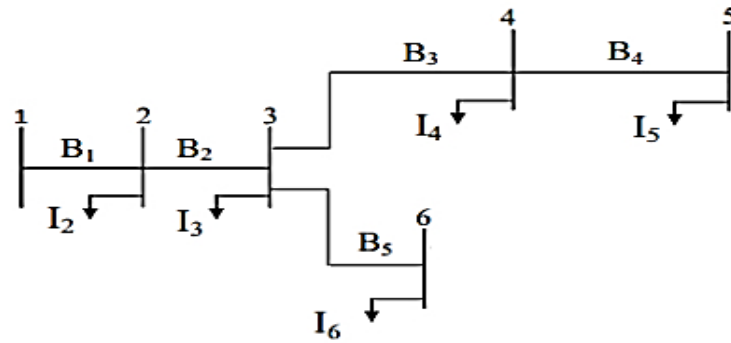 4 5
B₃ B₄
1 2 3
I₄ I₅
B₁ B₂
I₂ I₃ 6
B₅
I₆